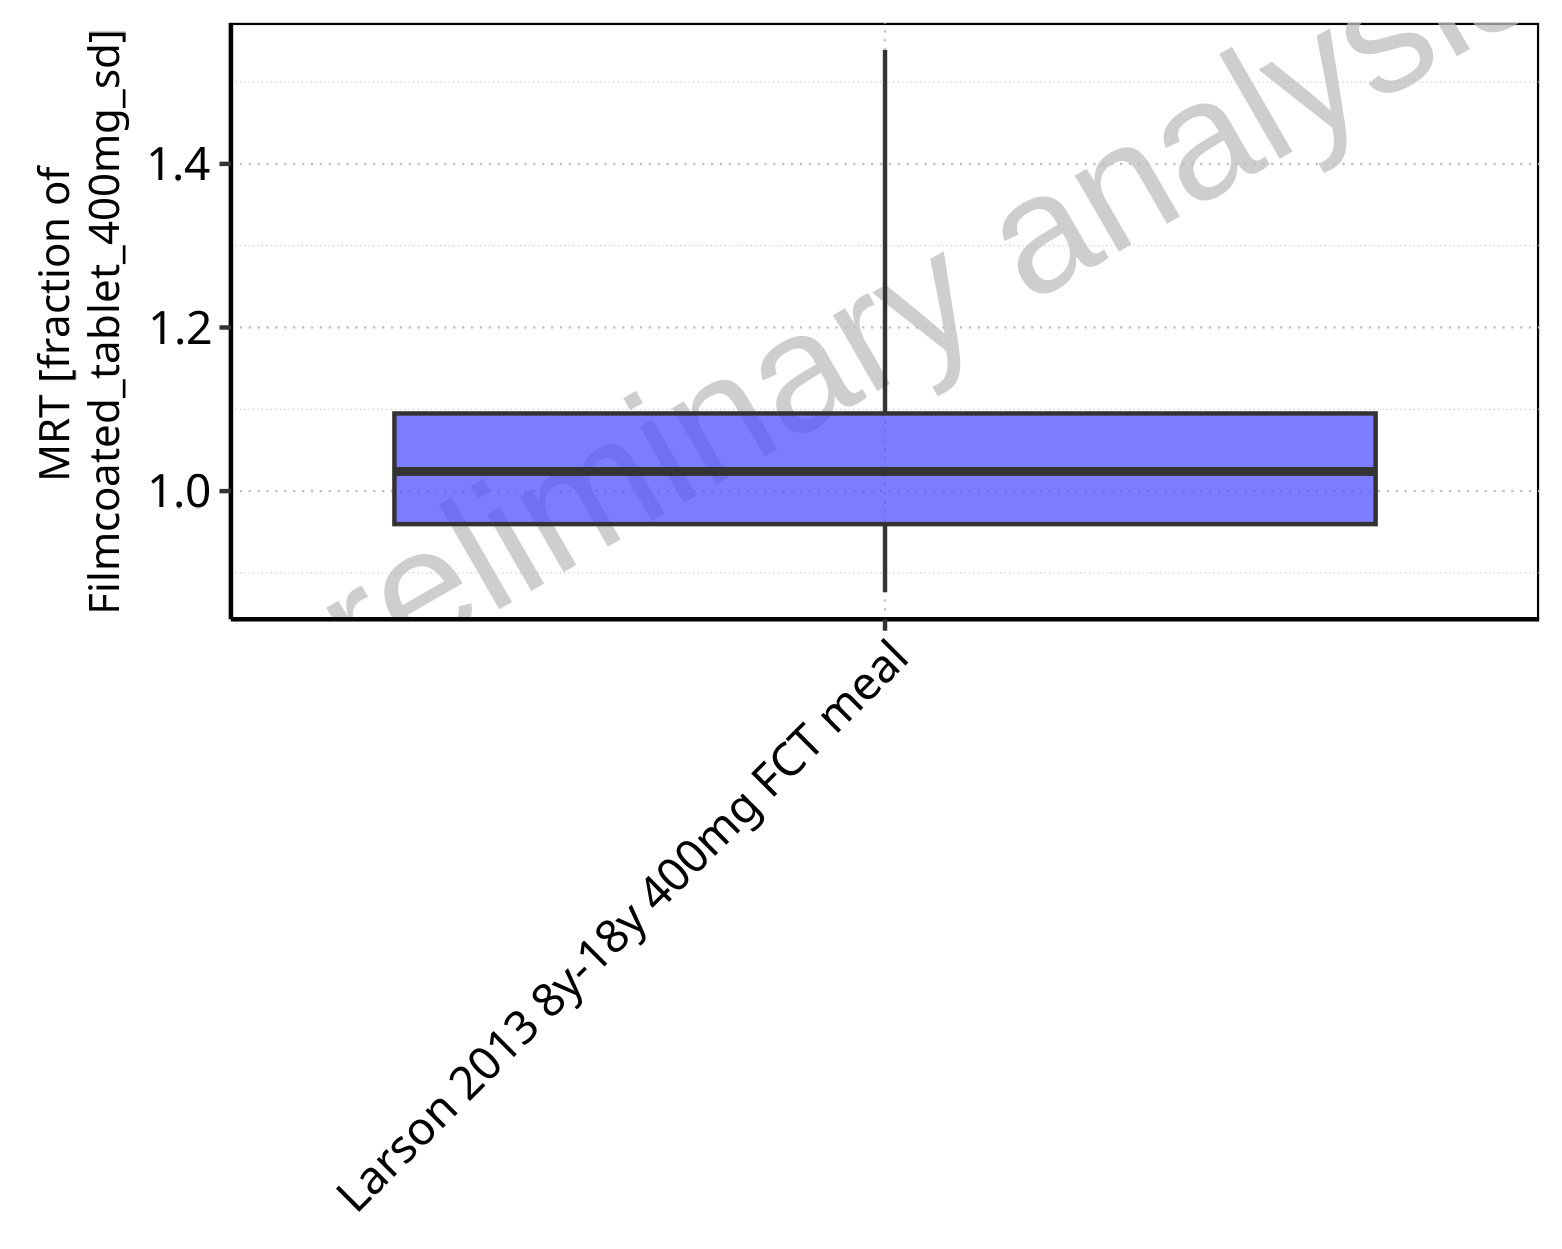 MRT [fraction of
Filmcoated_tablet_400mg_sd]
1.4
1.2
1.0
reliminary analysis
Larson 2013 8y-18y 400mg FCT meal